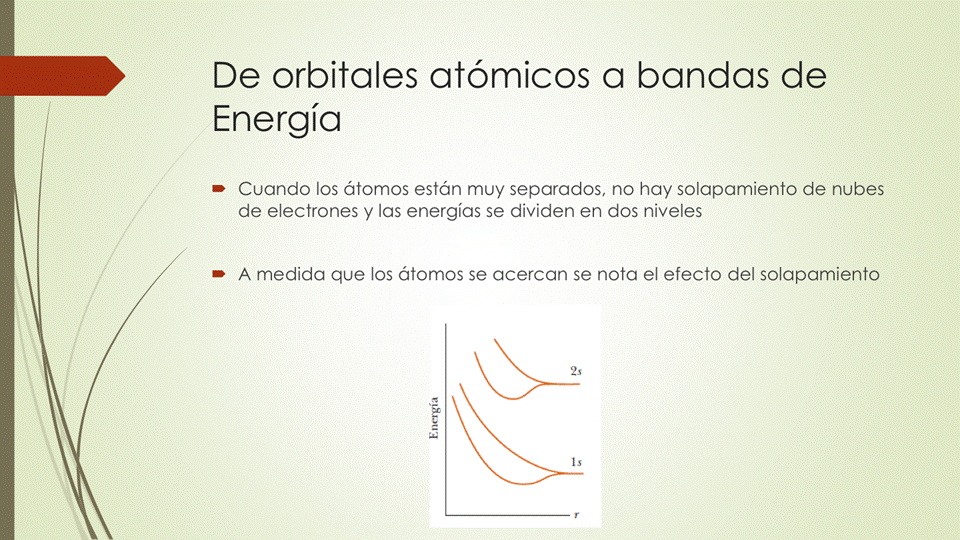 De orbitales atómicos a bandas de
Energía
Cuando los átomos están muy separados, no hay solapamiento de nubes
de electrones y las energías se dividen en dos niveles
A medida que los átomos se acercan se nota el efecto del solapamiento
2s
Energía
1s
r